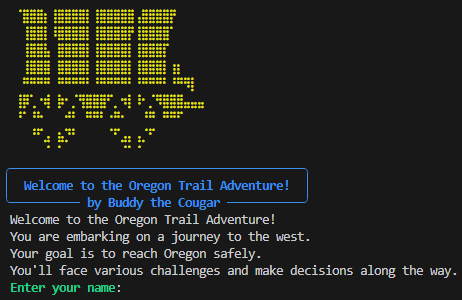 Welcome to the Oregon Trail Adventure!
by Buddy the Cougar
Welcome to the Oregon Trail Adventure!
You are embarking on a journey to the west.
Your goal is to reach Oregon safely.
You'll face various challenges and make decisions along the way.
Enter your name: